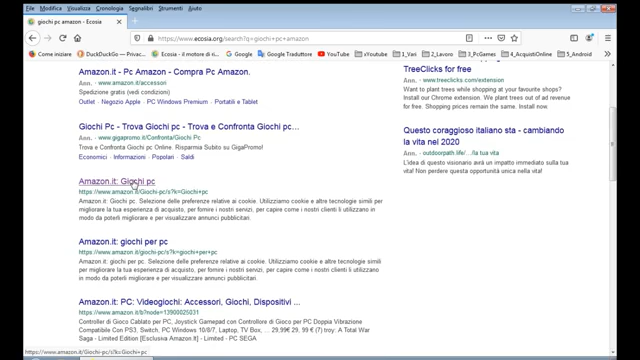 File Modifica Visualizza Cronologia Segnalibri Strumenti Aiuto
giochi pc amazon - Ecosia
https://www.ecosia.org/search?q=giochi+pc+amazon
Come iniziare DuckDuckGo Ecosia - il motore di ri... Google Google Traduttore YouTube xYoutube 1_Vari 2_Lavoro 3_PcGames 4_AcquistiOnline 5_Android
Amazon.it - Pc Amazon - Compra Pc Amazon.
Ann. www.amazon.it/accessori
Spedizione gratis (vedi condizioni)
Outlet · Negozio Apple · PC Windows Premium · Portatili e Tablet
Giochi Pc - Trova Giochi pc - Trova e Confronta Giochi pc...
Ann. www.gigapromo.it/Confronta/Giochi Pc
Trova e Confronta Giochi pc Online. Risparmia Subito su GigaPromo!
Economici · Informazioni · Popolari · Saldi
Amazon.it: Giochi pc
https://www.amazon.it/Giochi-pc/s?k=Giochi+pc
Amazon.it: Giochi pc. Selezione delle preferenze relative ai cookie. Utilizziamo cookie e altre tecnologie simili
per migliorare la tua esperienza di acquisto, per fornire i nostri servizi, per capire come i nostri clienti li utilizzano
in modo da poterli migliorare e per visualizzare annunci pubblicitari.
Amazon.it: giochi per pc
https://www.amazon.it/giochi-pc/s?k=giochi+per+pc
Amazon.it: giochi per pc. Selezione delle preferenze relative ai cookie. Utilizziamo cookie e altre tecnologie simili
per migliorare la tua esperienza di acquisto, per fornire i nostri servizi, per capire come i nostri clienti li utilizzano
in modo da poterli migliorare e per visualizzare annunci pubblicitari.
Amazon.it: PC: Videogiochi: Accessori, Giochi, Dispositivi ...
https://www.amazon.it/b?node=13900025031
Controller di Gioco Cablato per PC, Joystick Gamepad con Controllore di Gioco per Doppia Vibrazione
Compatibile Con PS3, Switch, PC Windows 10/8/7, Laptop, TV Box, ... 29.99€ 29. 99 € (7) troy: A Total War
Saga - Limited Edition [Esclusiva Amazon.It] - Limited - PC SEGA
https://www.amazon.it/Giochi-pc/s?k=Giochi+pc
TreeClicks for free
Ann. www.treeclicks.com/extension
Want to plant trees while shopping at your favourite shops?
Install our Chrome extension. We plant trees out of ad revenue
for free. Shopping prices remain the same. Install now.
Questo coraggioso italiano sta - cambiando
la vita nel 2020
Ann. outdoorpath.life/.../la tua vita
L'idea di questo visionario avrà un impatto immediato sulla tua
vita. Non devi essere milionario per approfittarne.